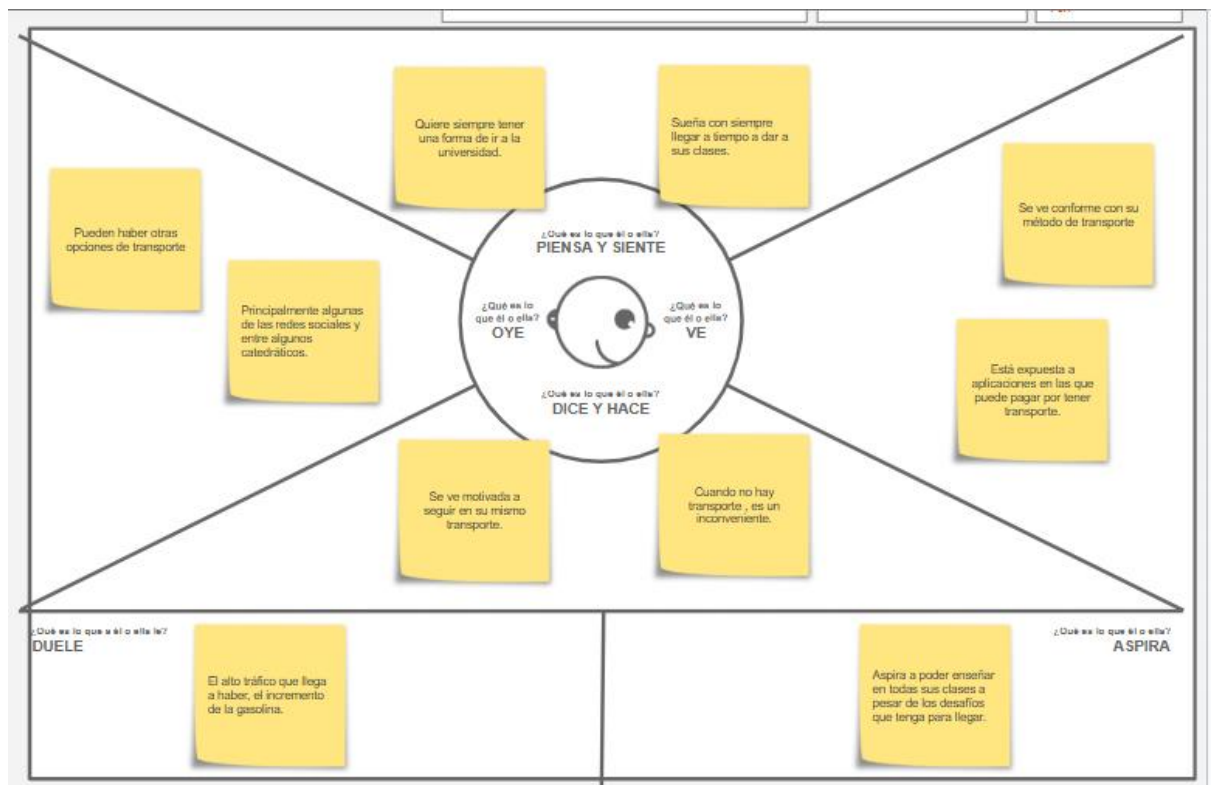 Quiere siempre tener
una forma de ir a la
universidad.
Sueña con siempre
llegar a tiempo a dar a
sus clases.
Pueden haber otras
opciones de transporte
Principalmente algunas
de las redes sociales y
entre algunos
catedráticos.
¿Qué es lo que él o ella?
PIENSA Y SIENTE
¿Qué es lo
que él o ella?
OYE
¿Qué es lo
que él o ella?
VE
¿Qué es lo que él o ella?
DICE Y HACE
Se ve conforme con su
método de transporte
Está expuesta a
aplicaciones en las que
puede pagar por tener
transporte.
Se ve motivada a
seguir en su mismo
transporte.
Cuando no hay
transporte , es un
inconveniente.
¿Qué es lo que a él o ella le?
DUELE
El alto tráfico que llega
a haber, el incremento
de la gasolina.
¿Qué es lo que él o ella?
ASPIRA
Aspira a poder enseñar
en todas sus clases a
pesar de los desafíos
que tenga para llegar.